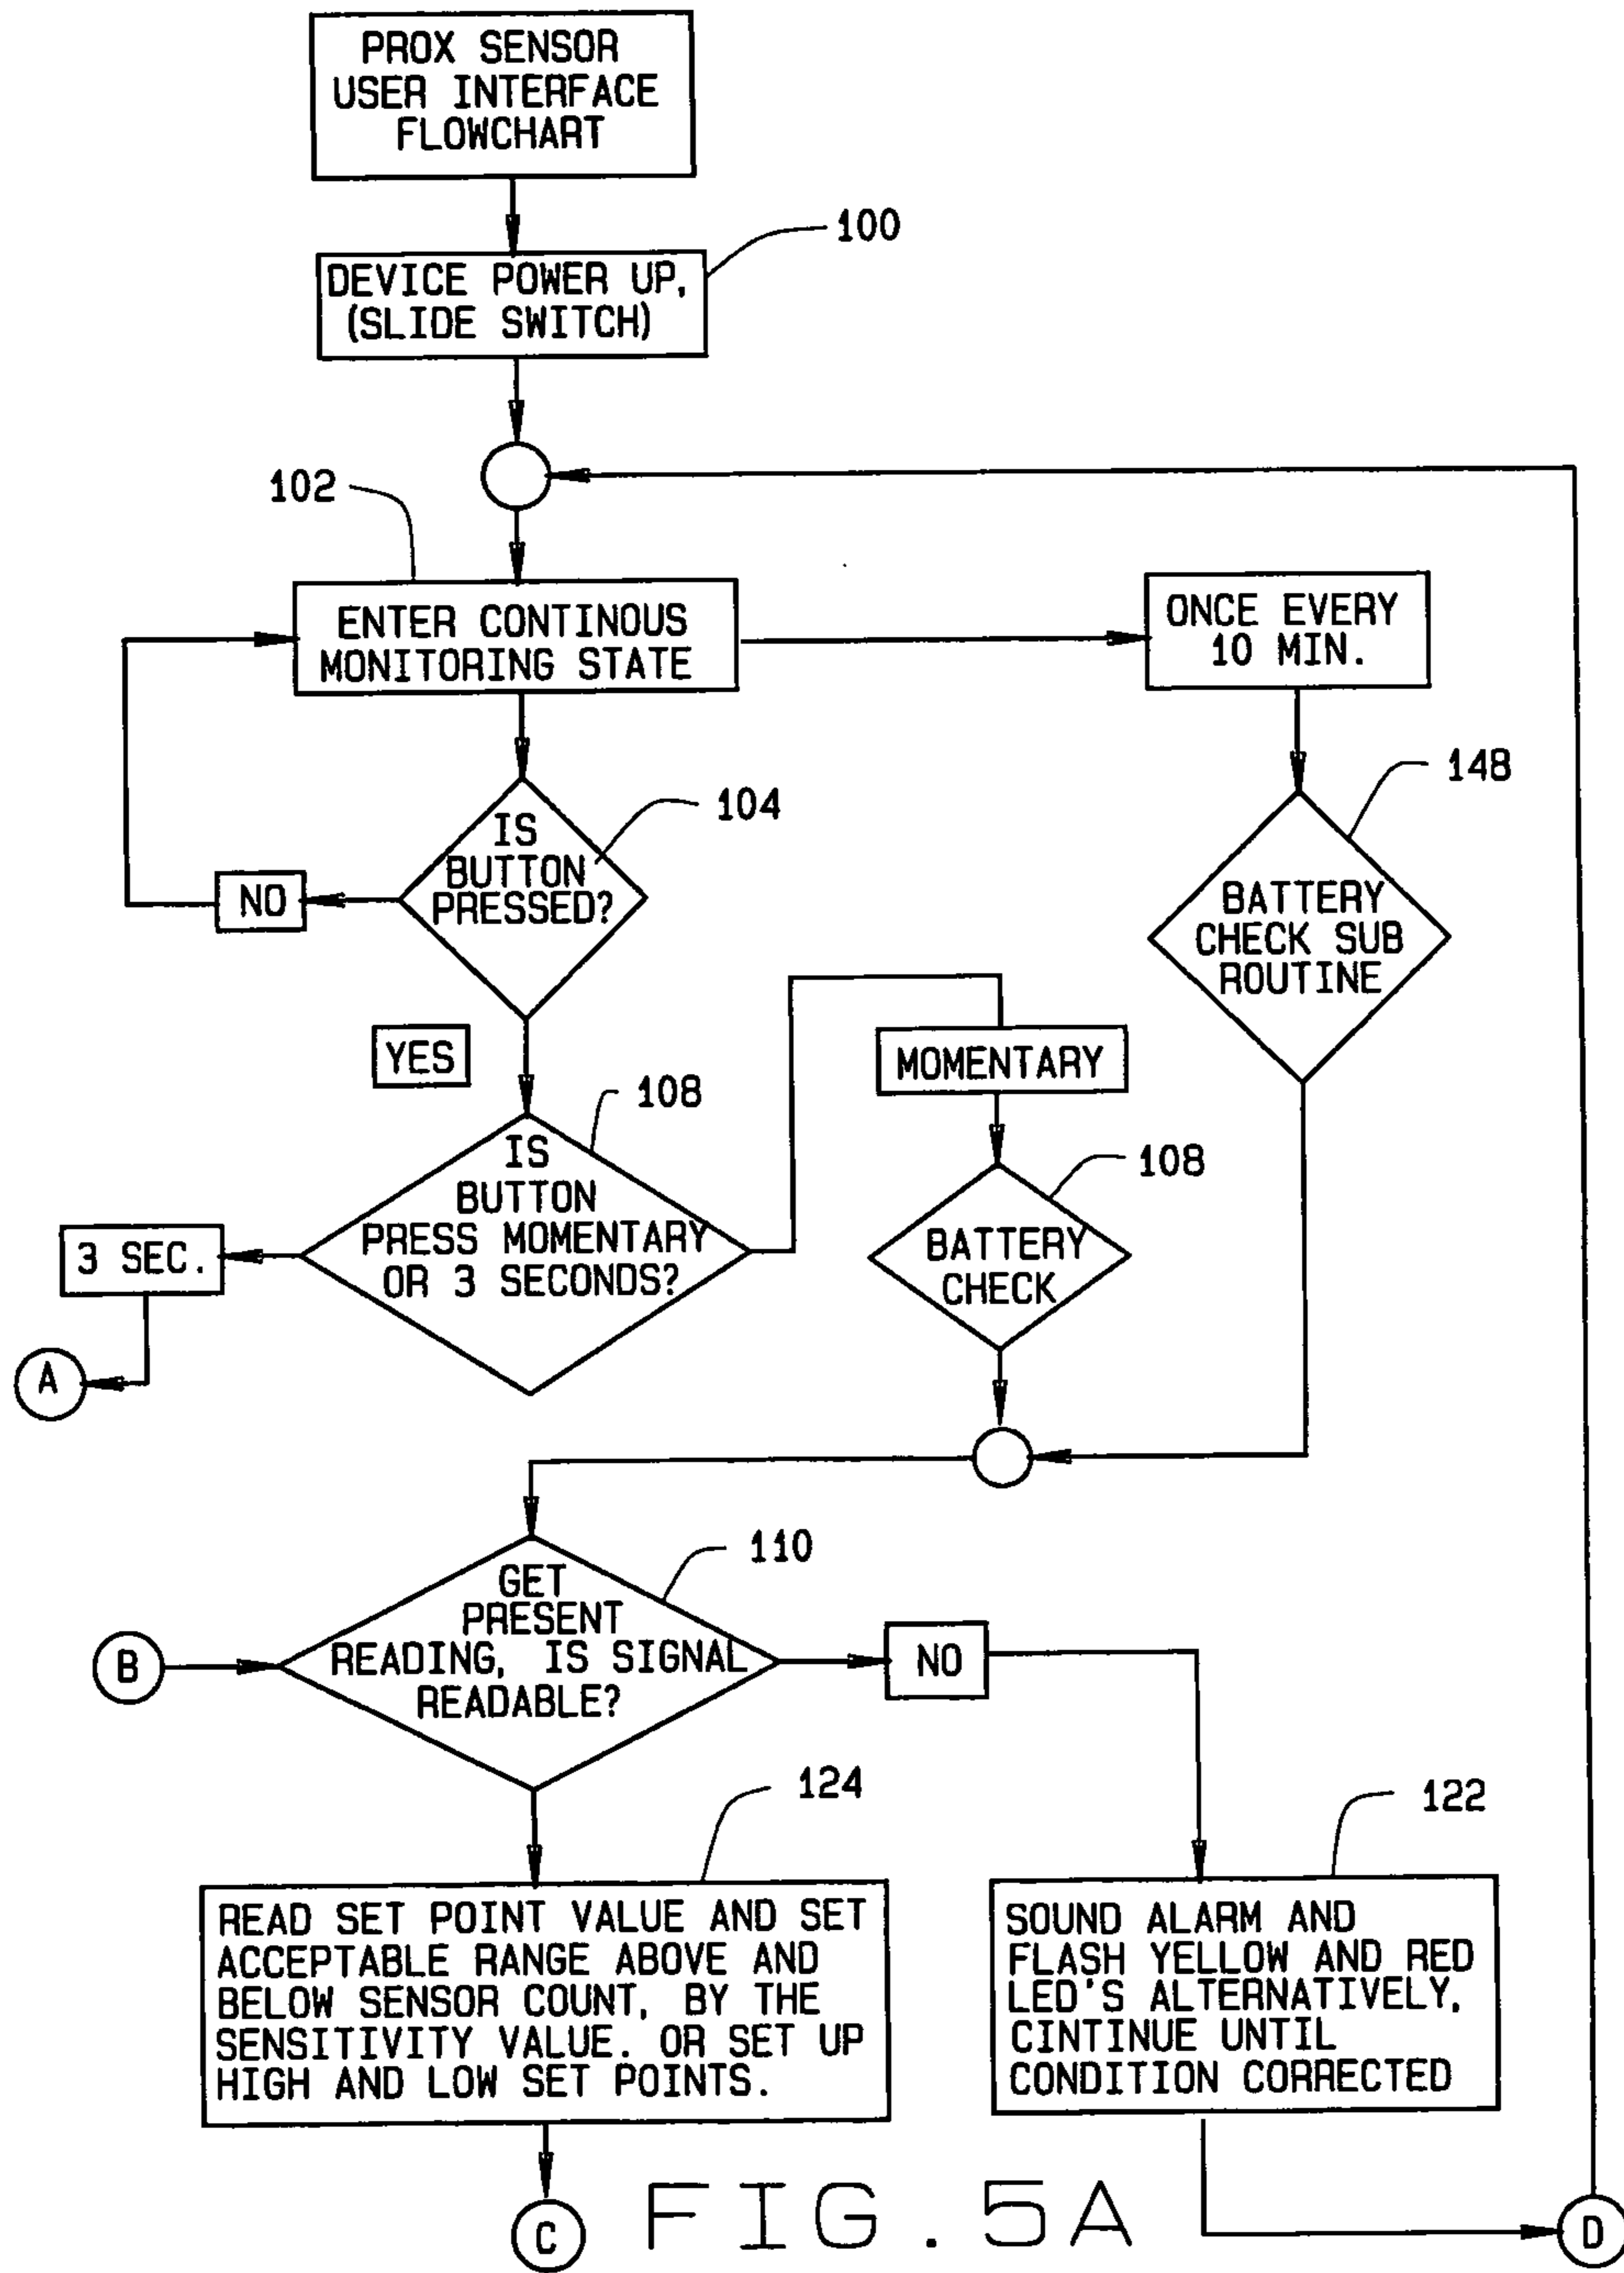 PROX SENSOR
USER INTERFACE
FLOWCHART
100
DEVICE POWER UP,
(SLIDE SWITCH)
102
ENTER CONTINOUS
MONITORING STATE
ONCE EVERY
10 MIN.
148
104
IS
BUTTON
PRESSED?
NO
BATTERY
CHECK SUB
ROUTINE
YES
MOMENTARY
108
IS
BUTTON
PRESS MOMENTARY
OR 3 SECONDS?
108
BATTERY
CHECK
3 SEC.
A
110
GET
PRESENT
READING, IS SIGNAL
READABLE?
B
NO
124
122
READ SET POINT VALUE AND SET
ACCEPTABLE RANGE ABOVE AND
BELOW SENSOR COUNT, BY THE
SENSITIVITY VALUE. OR SET UP
HIGH AND LOW SET POINTS.
SOUND ALARM AND
FLASH YELLOW AND RED
LED'S ALTERNATIVELY,
CINTINUE UNTIL
CONDITION CORRECTED
C
FIG. 5A
D